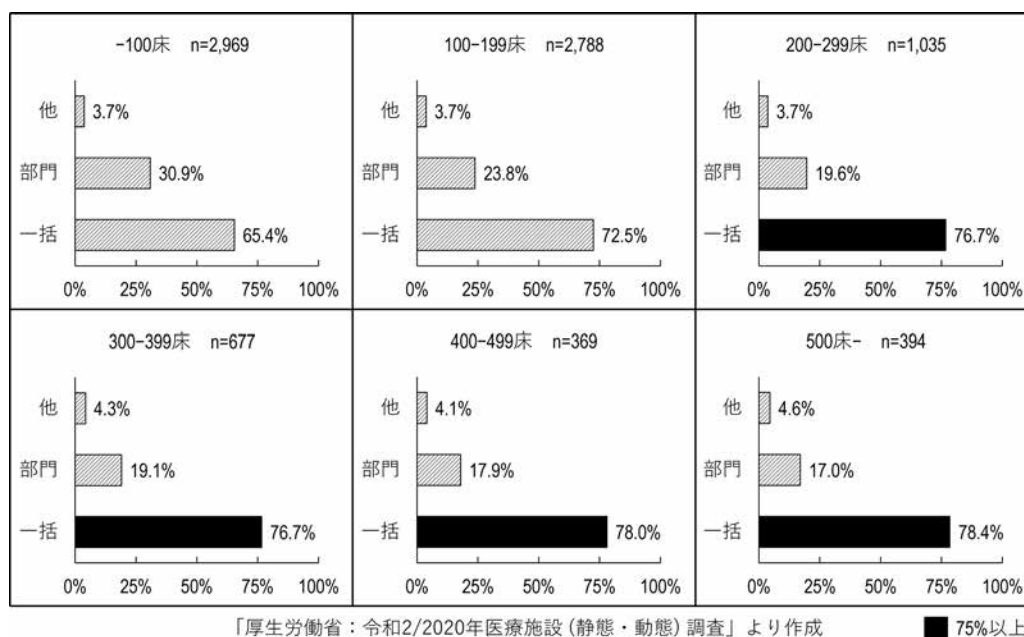 -100床 n=2,969
他 3.7%
部門 30.9%
一括 65.4%
0% 25% 50% 75% 100%
100-199床 n=2,788
他 3.7%
部門 23.8%
一括 72.5%
0% 25% 50% 75% 100%
200-299床 n=1,035
他 3.7%
部門 19.6%
一括 76.7%
0% 25% 50% 75% 100%
300-399床 n=677
他 4.3%
部門 19.1%
一括 76.7%
0% 25% 50% 75% 100%
400-499床 n=369
他 4.1%
部門 17.9%
一括 78.0%
0% 25% 50% 75% 100%
500床- n=394
他 4.6%
部門 17.0%
一括 78.4%
0% 25% 50% 75% 100%
「厚生労働省：令和2/2020年医療施設 (静態・動態) 調査」より作成
75%以上